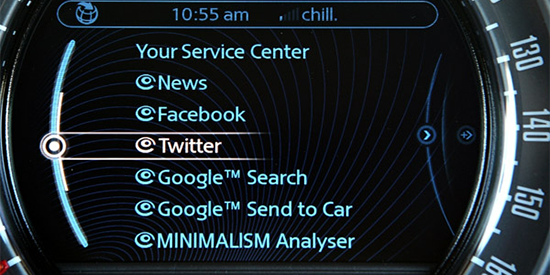 10:55 am chill.
Your Service Center
News
Facebook
Twitter
Google™ Search
Google™ Send to Car
MINIMALISM Analyser
130
140
150